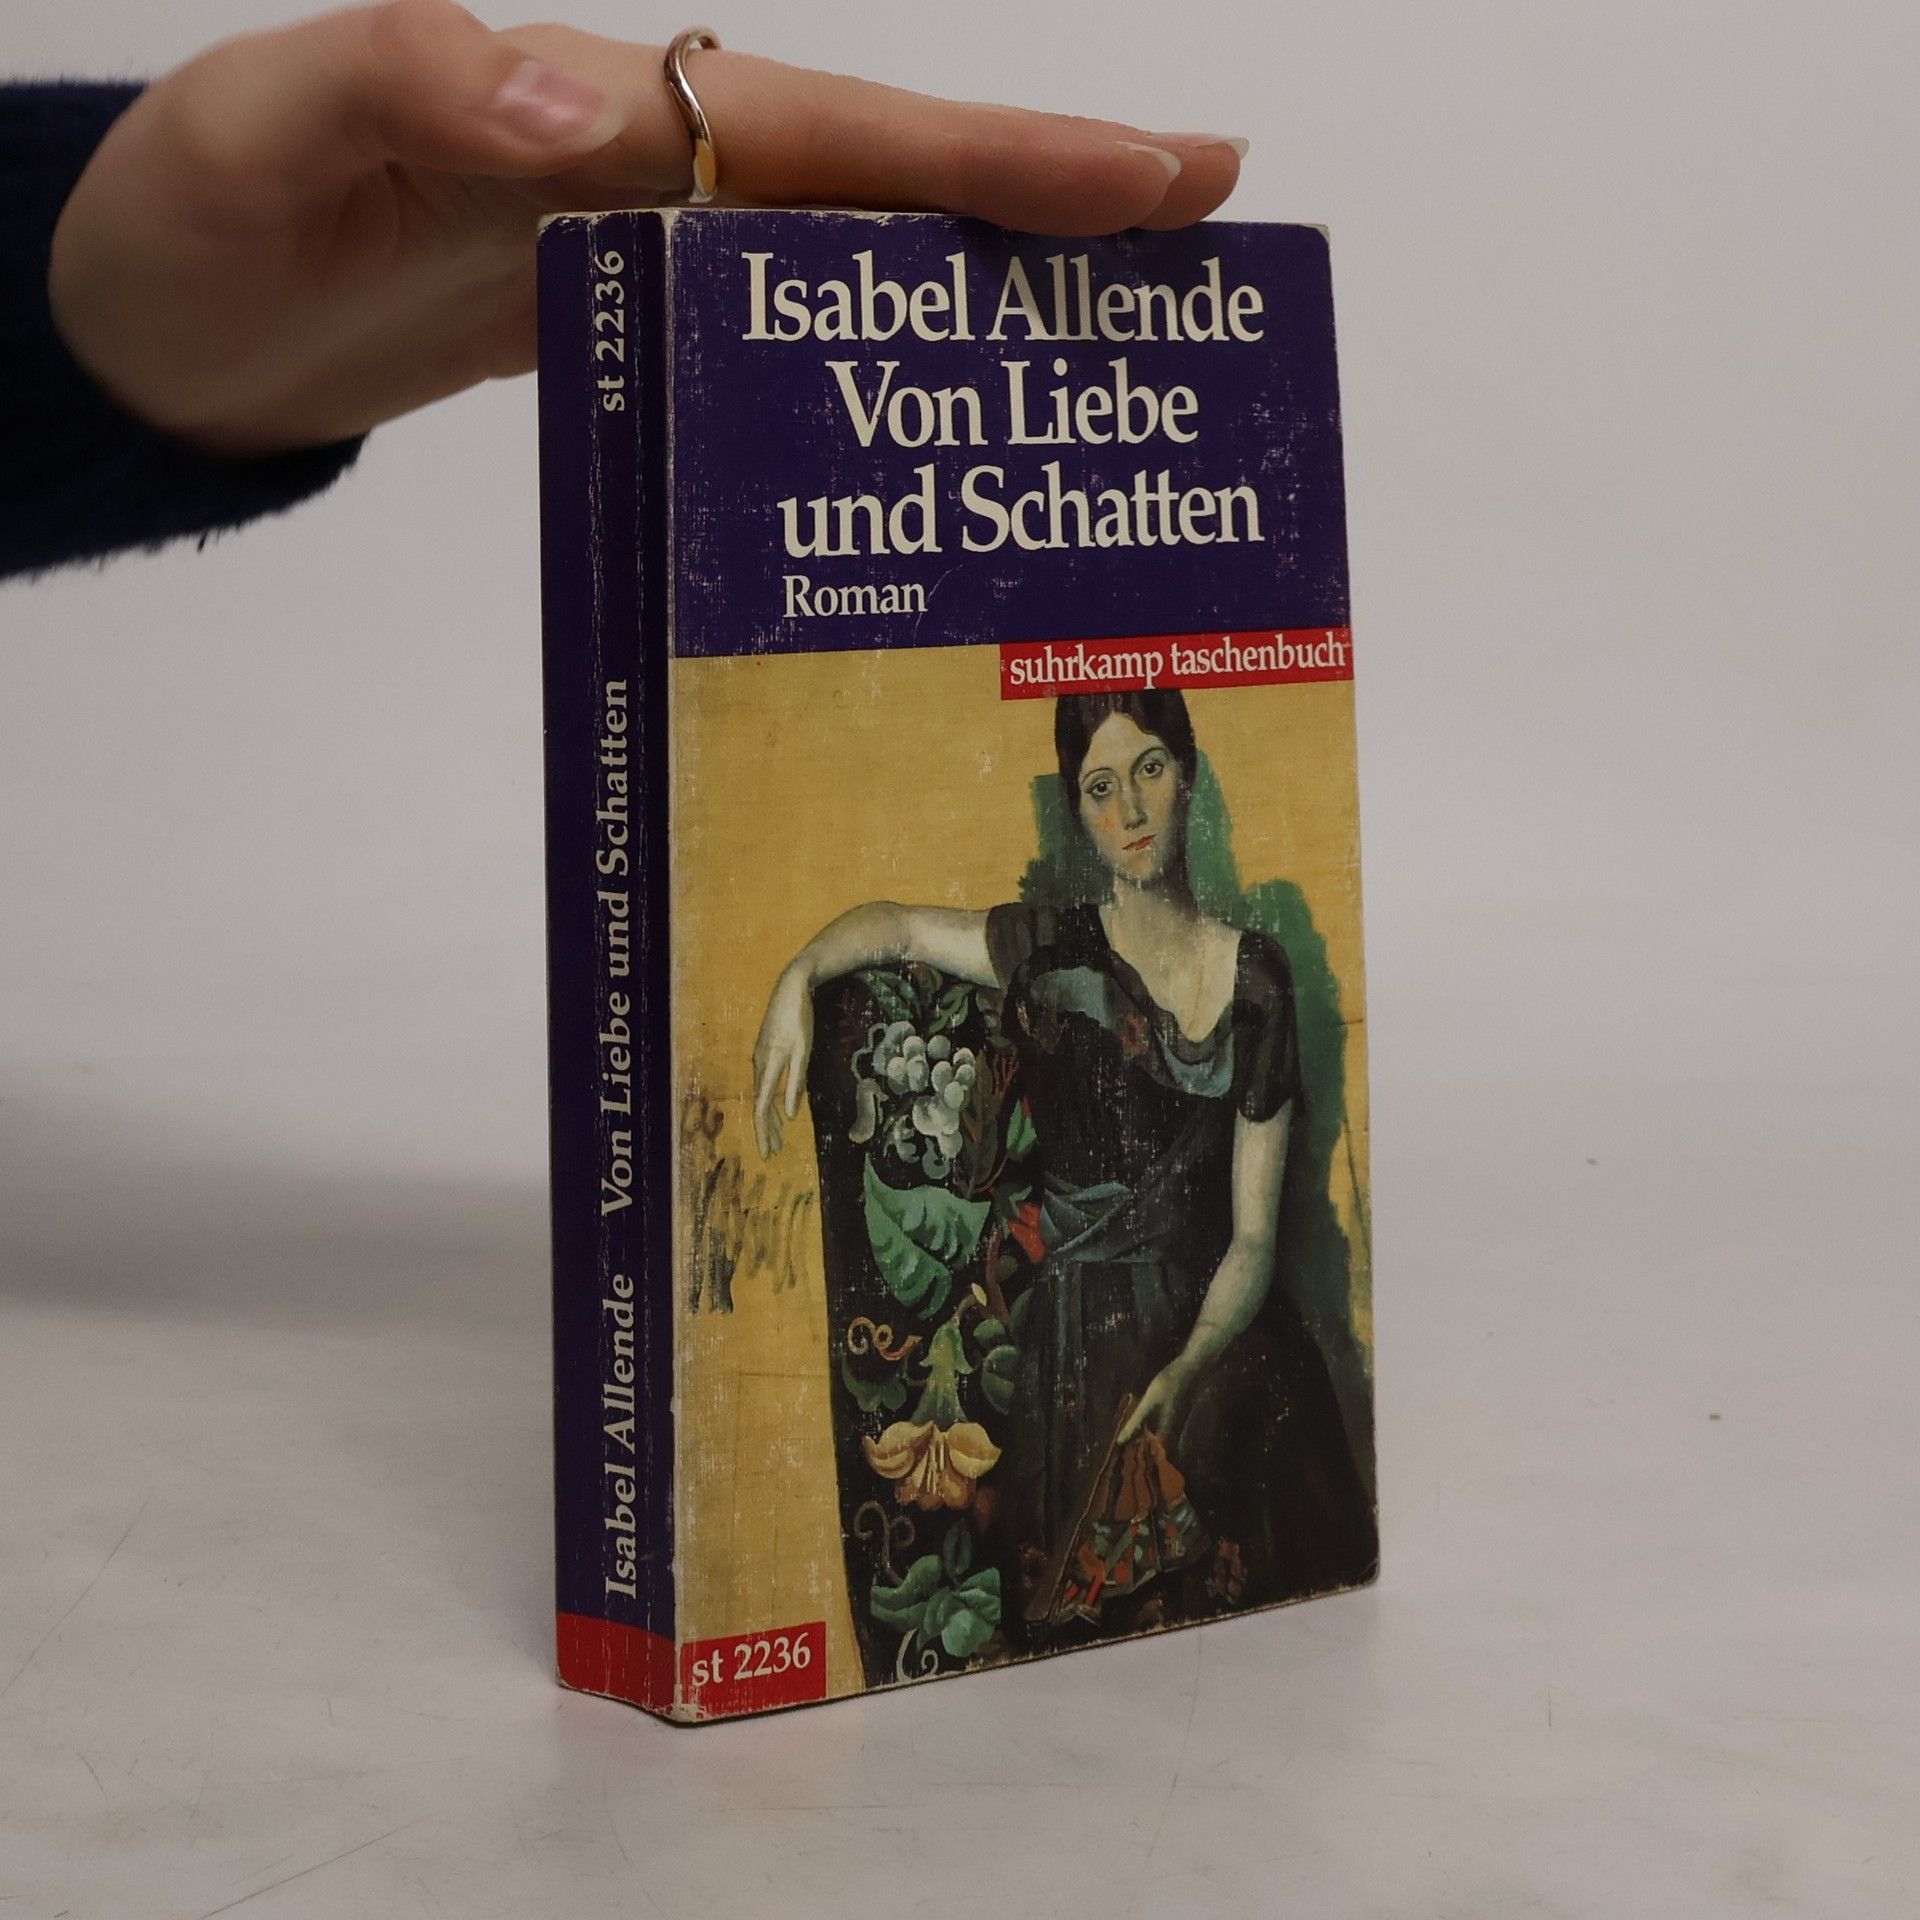 st 2236
Isabel Allende Von Liebe und Schatten
Isabel Allende
Von Liebe
und Schatten
Roman
suhrkamp taschenbuch
st 2236